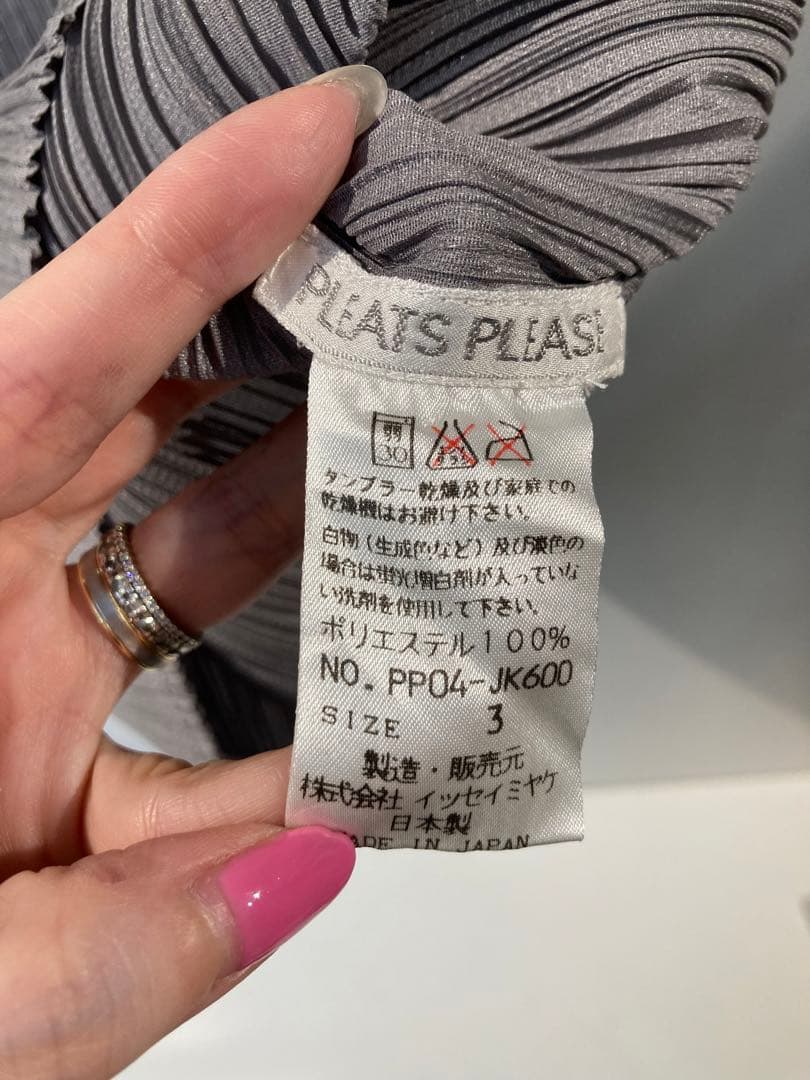 PLEATS PLEASE
弱
30
タンブラー乾燥及び家庭での
乾燥機はお避け下さい。
白物(生成色など)及び淡色の
場合は蛍光増白剤が入っていな
い洗剤を使用して下さい。
ポリエステル100%
NO. PP04-JK600
SIZE 3
製造・販売元
株式会社 イッセイミヤケ
日本製
MADE IN JAPAN